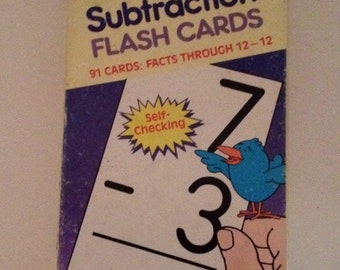 Subtraction
FLASH CARDS
91 CARDS: FACTS THROUGH 12-12
Self-
Checking
7
- 3